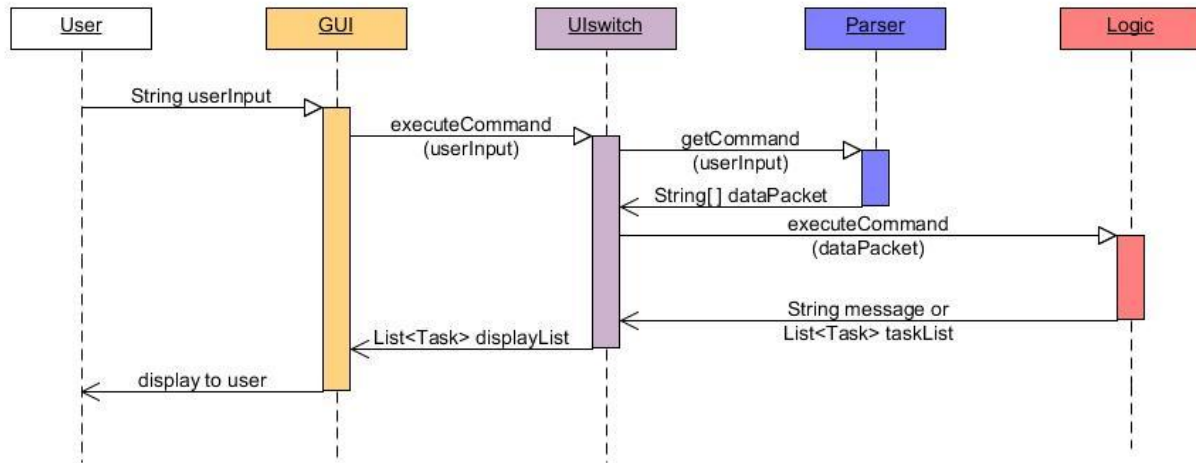 User
GUI
UIswitch
Parser
Logic
String userInput
executeCommand
(userInput)
getCommand
(userInput)
String[ ] dataPacket
executeCommand
(dataPacket)
String message or
List<Task> taskList
List<Task> displayList
display to user